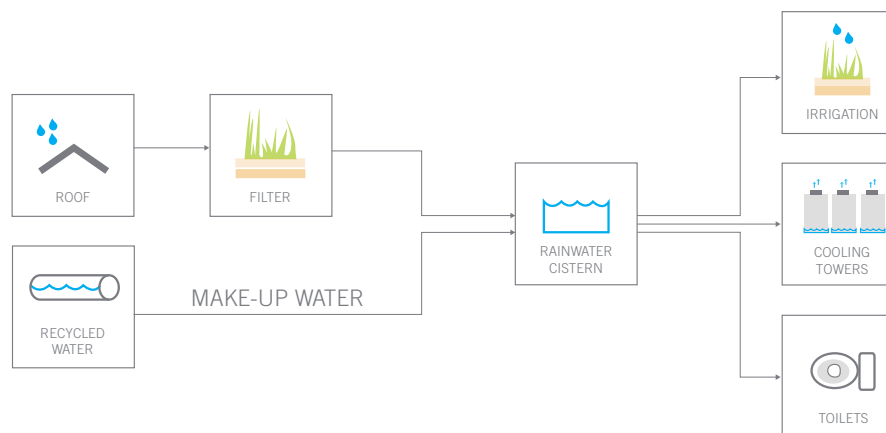 IRRIGATION
ROOF
FILTER
RAINWATER
CISTERN
COOLING
TOWERS
MAKE-UP WATER
RECYCLED
WATER
TOILETS